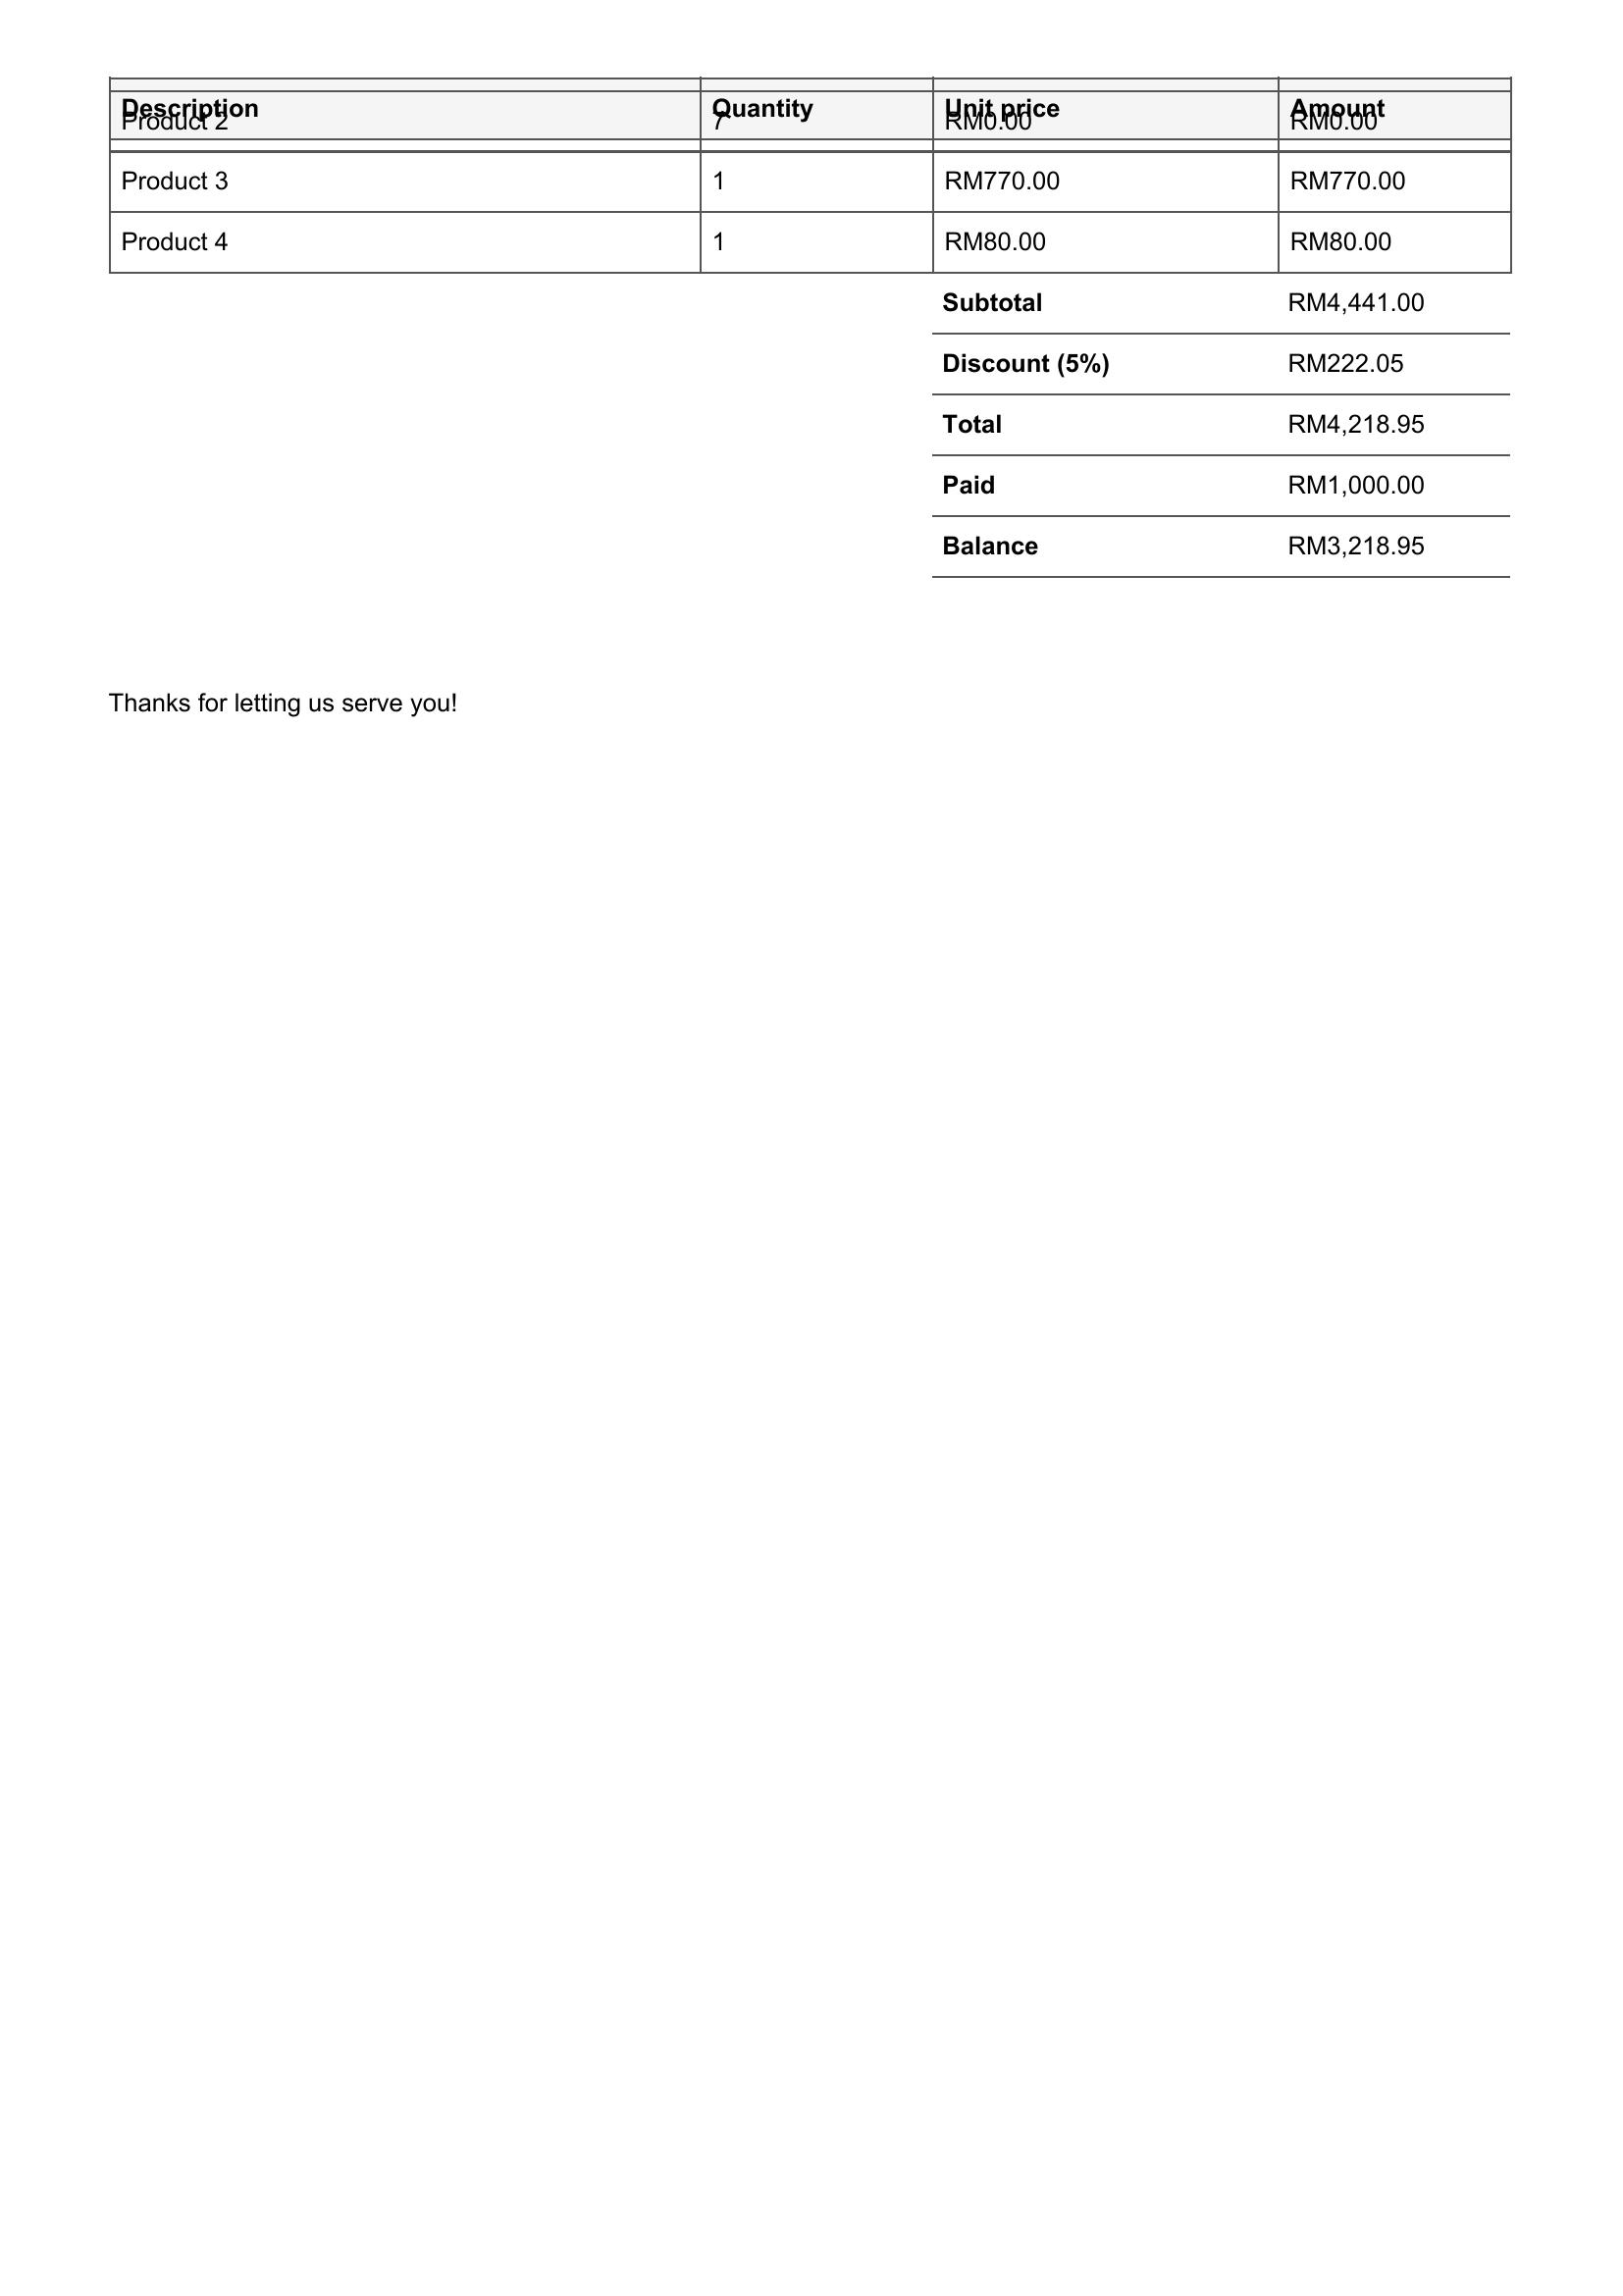 Description Quantity Unit price Amount
Product 2 7 RM0.00 RM0.00
Product 3 1 RM770.00 RM770.00
Product 4 1 RM80.00 RM80.00
Subtotal RM4,441.00
Discount (5%) RM222.05
Total RM4,218.95
Paid RM1,000.00
Balance RM3,218.95
Thanks for letting us serve you!